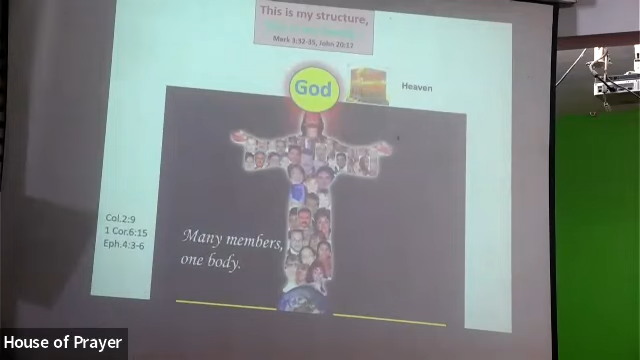 This is my structure,
Mark 3:32-35, John 20:17
God
Heaven
Col.2:9
1 Cor.6:15
Eph.4:3-6
Many members,
one body.
House of Prayer